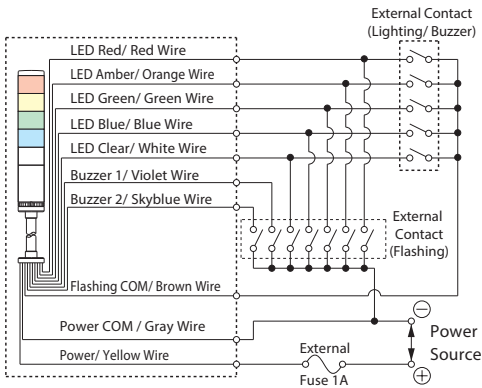 External Contact
(Lighting/ Buzzer)
LED Red/ Red Wire
LED Amber/ Orange Wire
LED Green/ Green Wire
LED Blue/ Blue Wire
LED Clear/ White Wire
Buzzer 1/ Violet Wire
Buzzer 2/ Skyblue Wire
External
Contact
(Flashing)
Flashing COM/ Brown Wire
Power COM / Gray Wire
Power/ Yellow Wire
External
Fuse 1A
−
Power
Source
+